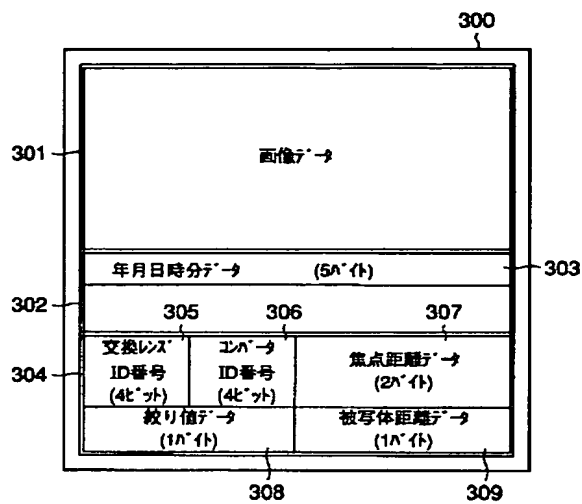 300
301
画像データ
年月日時分データ (5バイト)
303
302
305 306 307
交換レンズ
ID番号
(4ビット)
コンバータ
ID番号
(4ビット)
焦点距離データ
(2バイト)
304
絞り値データ
(1バイト)
被写体距離データ
(1バイト)
308
309